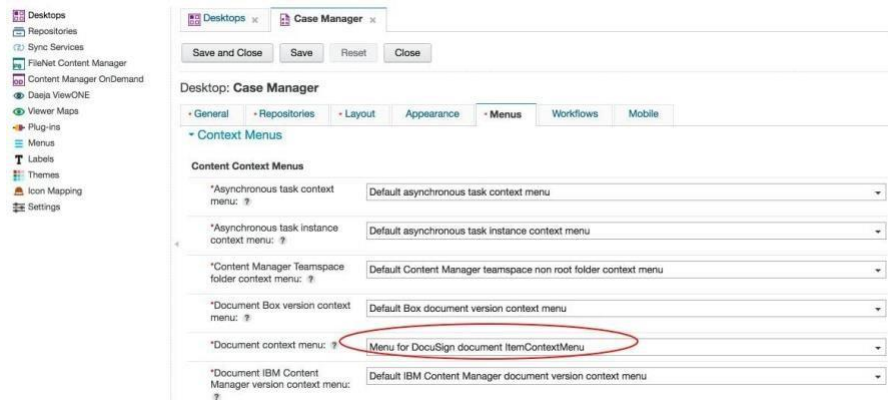 Desktops
Repositories
Sync Services
FileNet Content Manager
Content Manager OnDemand
Daeja ViewONE
Viewer Maps
Plug-ins
Menus
Labels
Themes
Icon Mapping
Settings
Desktops x Case Manager x
Save and Close Save Reset Close
Desktop: Case Manager
* General * Repositories * Layout Appearance * Menus Workflows Mobile
Context Menus
Content Context Menus
*Asynchronous task context
menu: ? Default asynchronous task context menu
*Asynchronous task instance
context menu: ? Default asynchronous task instance context menu
*Content Manager Teamspace
folder context menu: ? Default Content Manager teamspace non root folder context menu
*Document Box version context
menu: ? Default Box document version context menu
*Document context menu: ? Menu for DocuSign document ItemContextMenu
*Document IBM Content
Manager version context menu: Default IBM Content Manager document version context menu
?